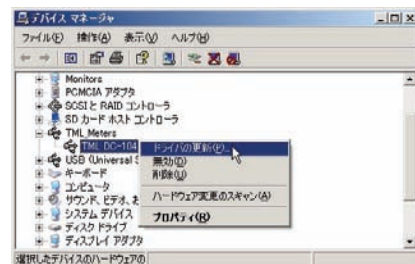 デバイス マネージャ
ファイル(F) 操作(A) 表示(V) ヘルプ(H)
Monitors
PCMCIA アダプタ
SCSI と RAID コントローラ
SD カード ホスト コントローラ
TML_Meters
TML DC-104
USB (Universal S
キーボード
コンピュータ
サウンド、ビデオ、お
システム デバイス
ディスク ドライブ
ディスプレイ アダプタ
ドライバの更新(P)...
無効(D)
削除(U)
ハードウェア変更のスキャン(A)
プロパティ(R)
選択したデバイスのハードウェアの